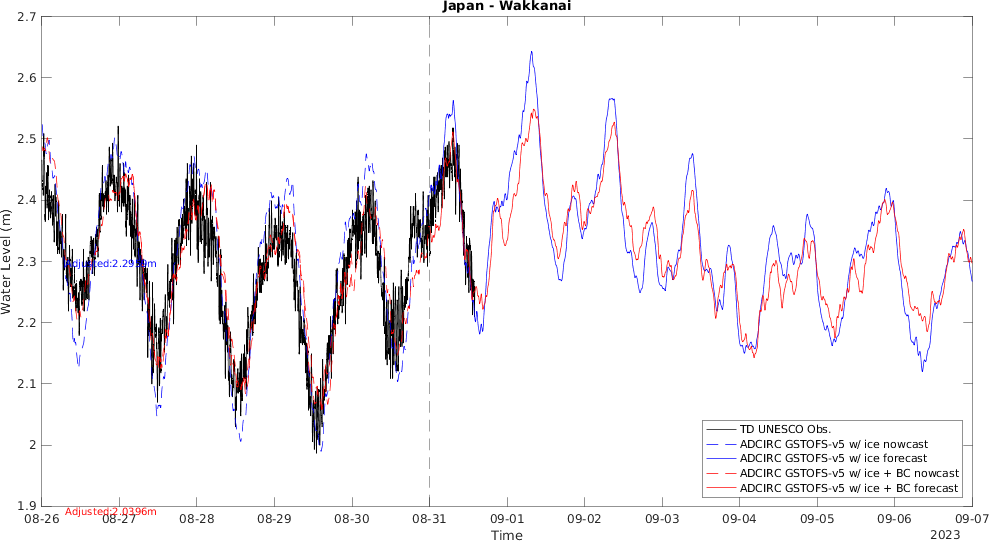 Japan - Wakkanai
2.7
2.6
2.5
2.4
2.3
2.2
2.1
2
1.9
Water Level (m)
Adjusted:2.2959m
Adjusted:2.0396m
TD UNESCO Obs.
ADCIRC GSTOFS-v5 w/ ice nowcast
ADCIRC GSTOFS-v5 w/ ice forecast
ADCIRC GSTOFS-v5 w/ ice + BC nowcast
ADCIRC GSTOFS-v5 w/ ice + BC forecast
08-26 08-27 08-28 08-29 08-30 08-31 09-01 09-02 09-03 09-04 09-05 09-06 09-07
Time
2023